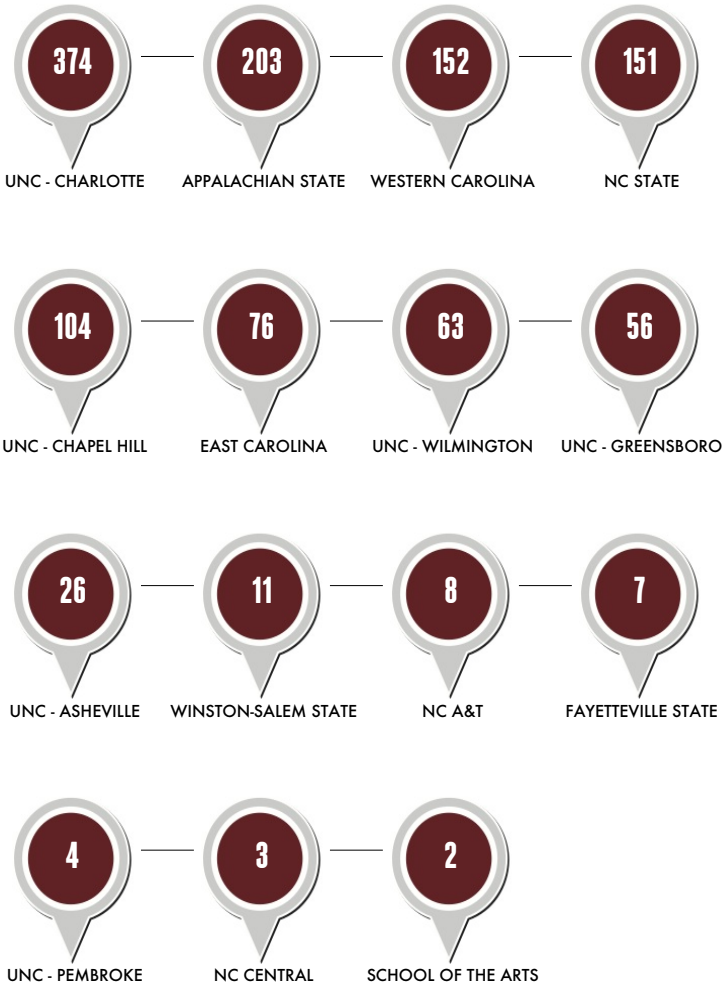 374 203 152 151
UNC - CHARLOTTE APPALACHIAN STATE WESTERN CAROLINA NC STATE
104 76 63 56
UNC - CHAPEL HILL EAST CAROLINA UNC - WILMINGTON UNC - GREENSBORO
26 11 8 7
UNC - ASHEVILLE WINSTON-SALEM STATE NC A&T FAYETTEVILLE STATE
4 3 2
UNC - PEMBROKE NC CENTRAL SCHOOL OF THE ARTS